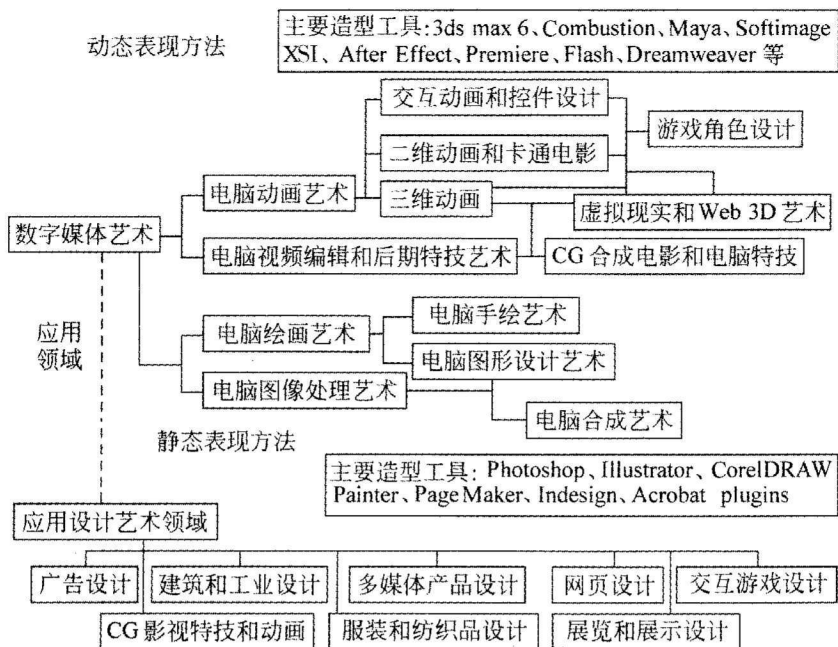 动态表现方法
主要造型工具:3ds max 6、Combustion、Maya、Softimage
XSI、After Effect、Premiere、Flash、Dreamweaver 等
交互动画和控件设计
游戏角色设计
二维动画和卡通电影
电脑动画艺术
三维动画
虚拟现实和Web 3D 艺术
数字媒体艺术
电脑视频编辑和后期特技艺术
CG 合成电影和电脑特技
应用
领域
电脑绘画艺术
电脑手绘艺术
电脑图形设计艺术
电脑图像处理艺术
电脑合成艺术
静态表现方法
主要造型工具: Photoshop、Illustrator、CorelDRAW
Painter、PageMaker、Indesign、Acrobat plugins
应用设计艺术领域
广告设计
建筑和工业设计
多媒体产品设计
网页设计
交互游戏设计
CG 影视特技和动画
服装和纺织品设计
展览和展示设计